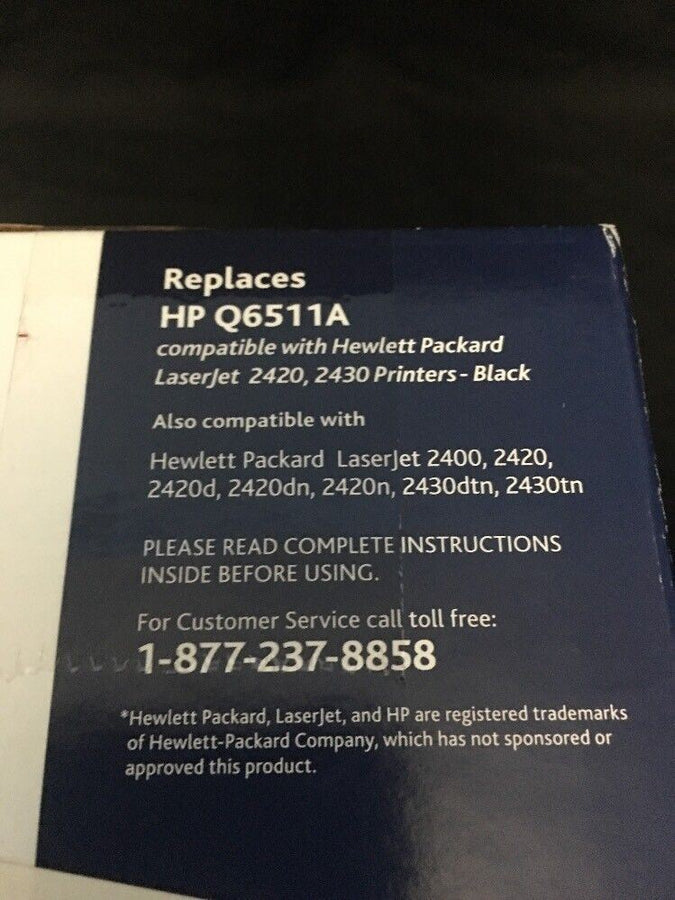 Replaces
HP Q6511A
compatible with Hewlett Packard
LaserJet 2420, 2430 Printers - Black
Also compatible with
Hewlett Packard LaserJet 2400, 2420,
2420d, 2420dn, 2420n, 2430dtn, 2430tn
PLEASE READ COMPLETE INSTRUCTIONS
INSIDE BEFORE USING.
For Customer Service call toll free:
1-877-237-8858
*Hewlett Packard, LaserJet, and HP are registered trademarks
of Hewlett-Packard Company, which has not sponsored or
approved this product.